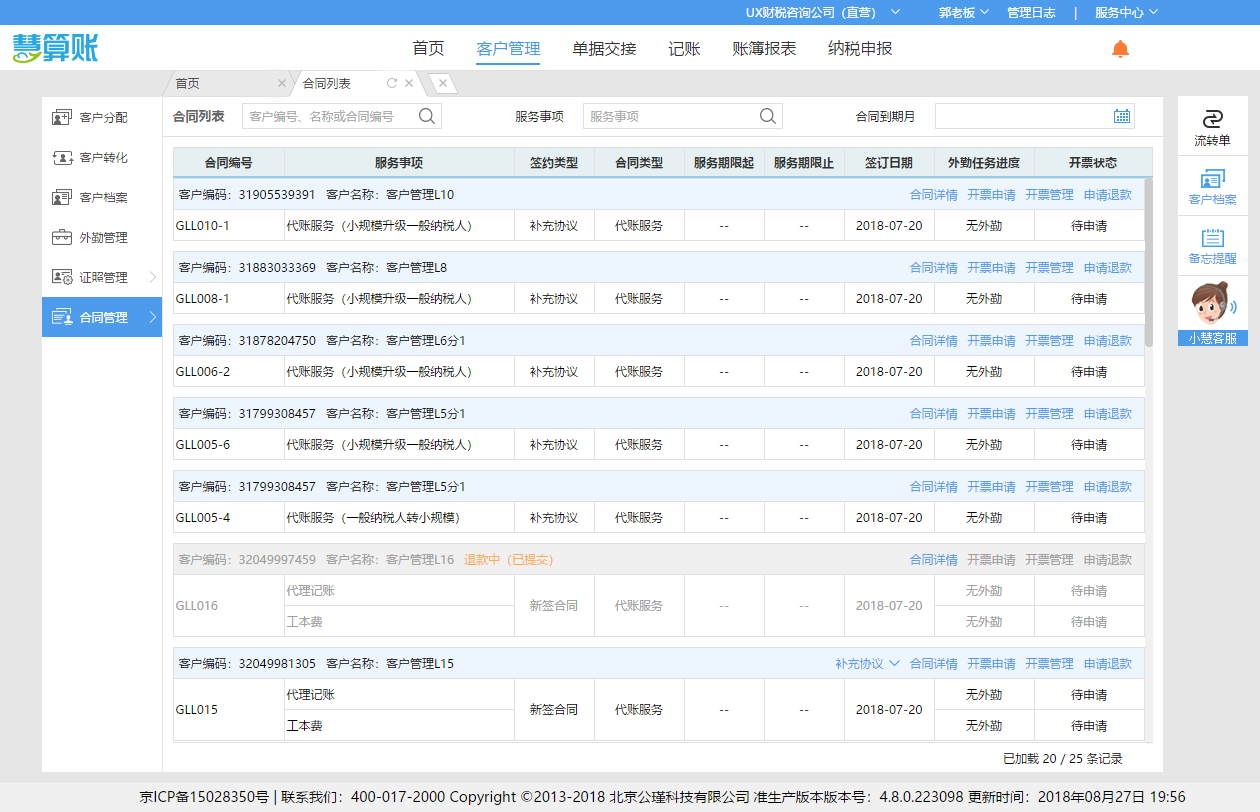 UX财税咨询公司（直营） 郭老板 管理日志 | 服务中心
慧算账 首页 客户管理 单据交接 记账 账簿报表 纳税申报
首页 合同列表
客户分配
客户转化
客户档案
外勤管理
证照管理
合同管理
合同列表 客户编号、名称或合同编号 服务事项 服务事项 合同到期月
合同编号 服务事项 签约类型 合同类型 服务期限起 服务期限止 签订日期 外勤任务进度 开票状态
客户编码：31905539391 客户名称：客户管理L10 合同详情 开票申请 开票管理 申请退款
GLL010-1 代账服务（小规模升级一般纳税人） 补充协议 代账服务 -- -- 2018-07-20 无外勤 待申请
客户编码：31883033369 客户名称：客户管理L8 合同详情 开票申请 开票管理 申请退款
GLL008-1 代账服务（小规模升级一般纳税人） 补充协议 代账服务 -- -- 2018-07-20 无外勤 待申请
客户编码：31878204750 客户名称：客户管理L6分1 合同详情 开票申请 开票管理 申请退款
GLL006-2 代账服务（小规模升级一般纳税人） 补充协议 代账服务 -- -- 2018-07-20 无外勤 待申请
客户编码：31799308457 客户名称：客户管理L5分1 合同详情 开票申请 开票管理 申请退款
GLL005-6 代账服务（小规模升级一般纳税人） 补充协议 代账服务 -- -- 2018-07-20 无外勤 待申请
客户编码：31799308457 客户名称：客户管理L5分1 合同详情 开票申请 开票管理 申请退款
GLL005-4 代账服务（一般纳税人转小规模） 补充协议 代账服务 -- -- 2018-07-20 无外勤 待申请
客户编码：32049997459 客户名称：客户管理L16 退款中（已提交） 合同详情 开票申请 开票管理 申请退款
代理记账 无外勤 待申请
GLL016 新签合同 代账服务 -- -- 2018-07-20
工本费 无外勤 待申请
客户编码：32049981305 客户名称：客户管理L15 补充协议 合同详情 开票申请 开票管理 申请退款
代理记账 无外勤 待申请
GLL015 新签合同 代账服务 -- -- 2018-07-20
工本费 无外勤 待申请
已加载 20 / 25 条记录
流转单
客户档案
备忘提醒
小慧客服
京ICP备15028350号 | 联系我们：400-017-2000 Copyright ©2013-2018 北京公瑾科技有限公司 准生产版本版本号：4.8.0.223098 更新时间：2018年08月27日 19:56